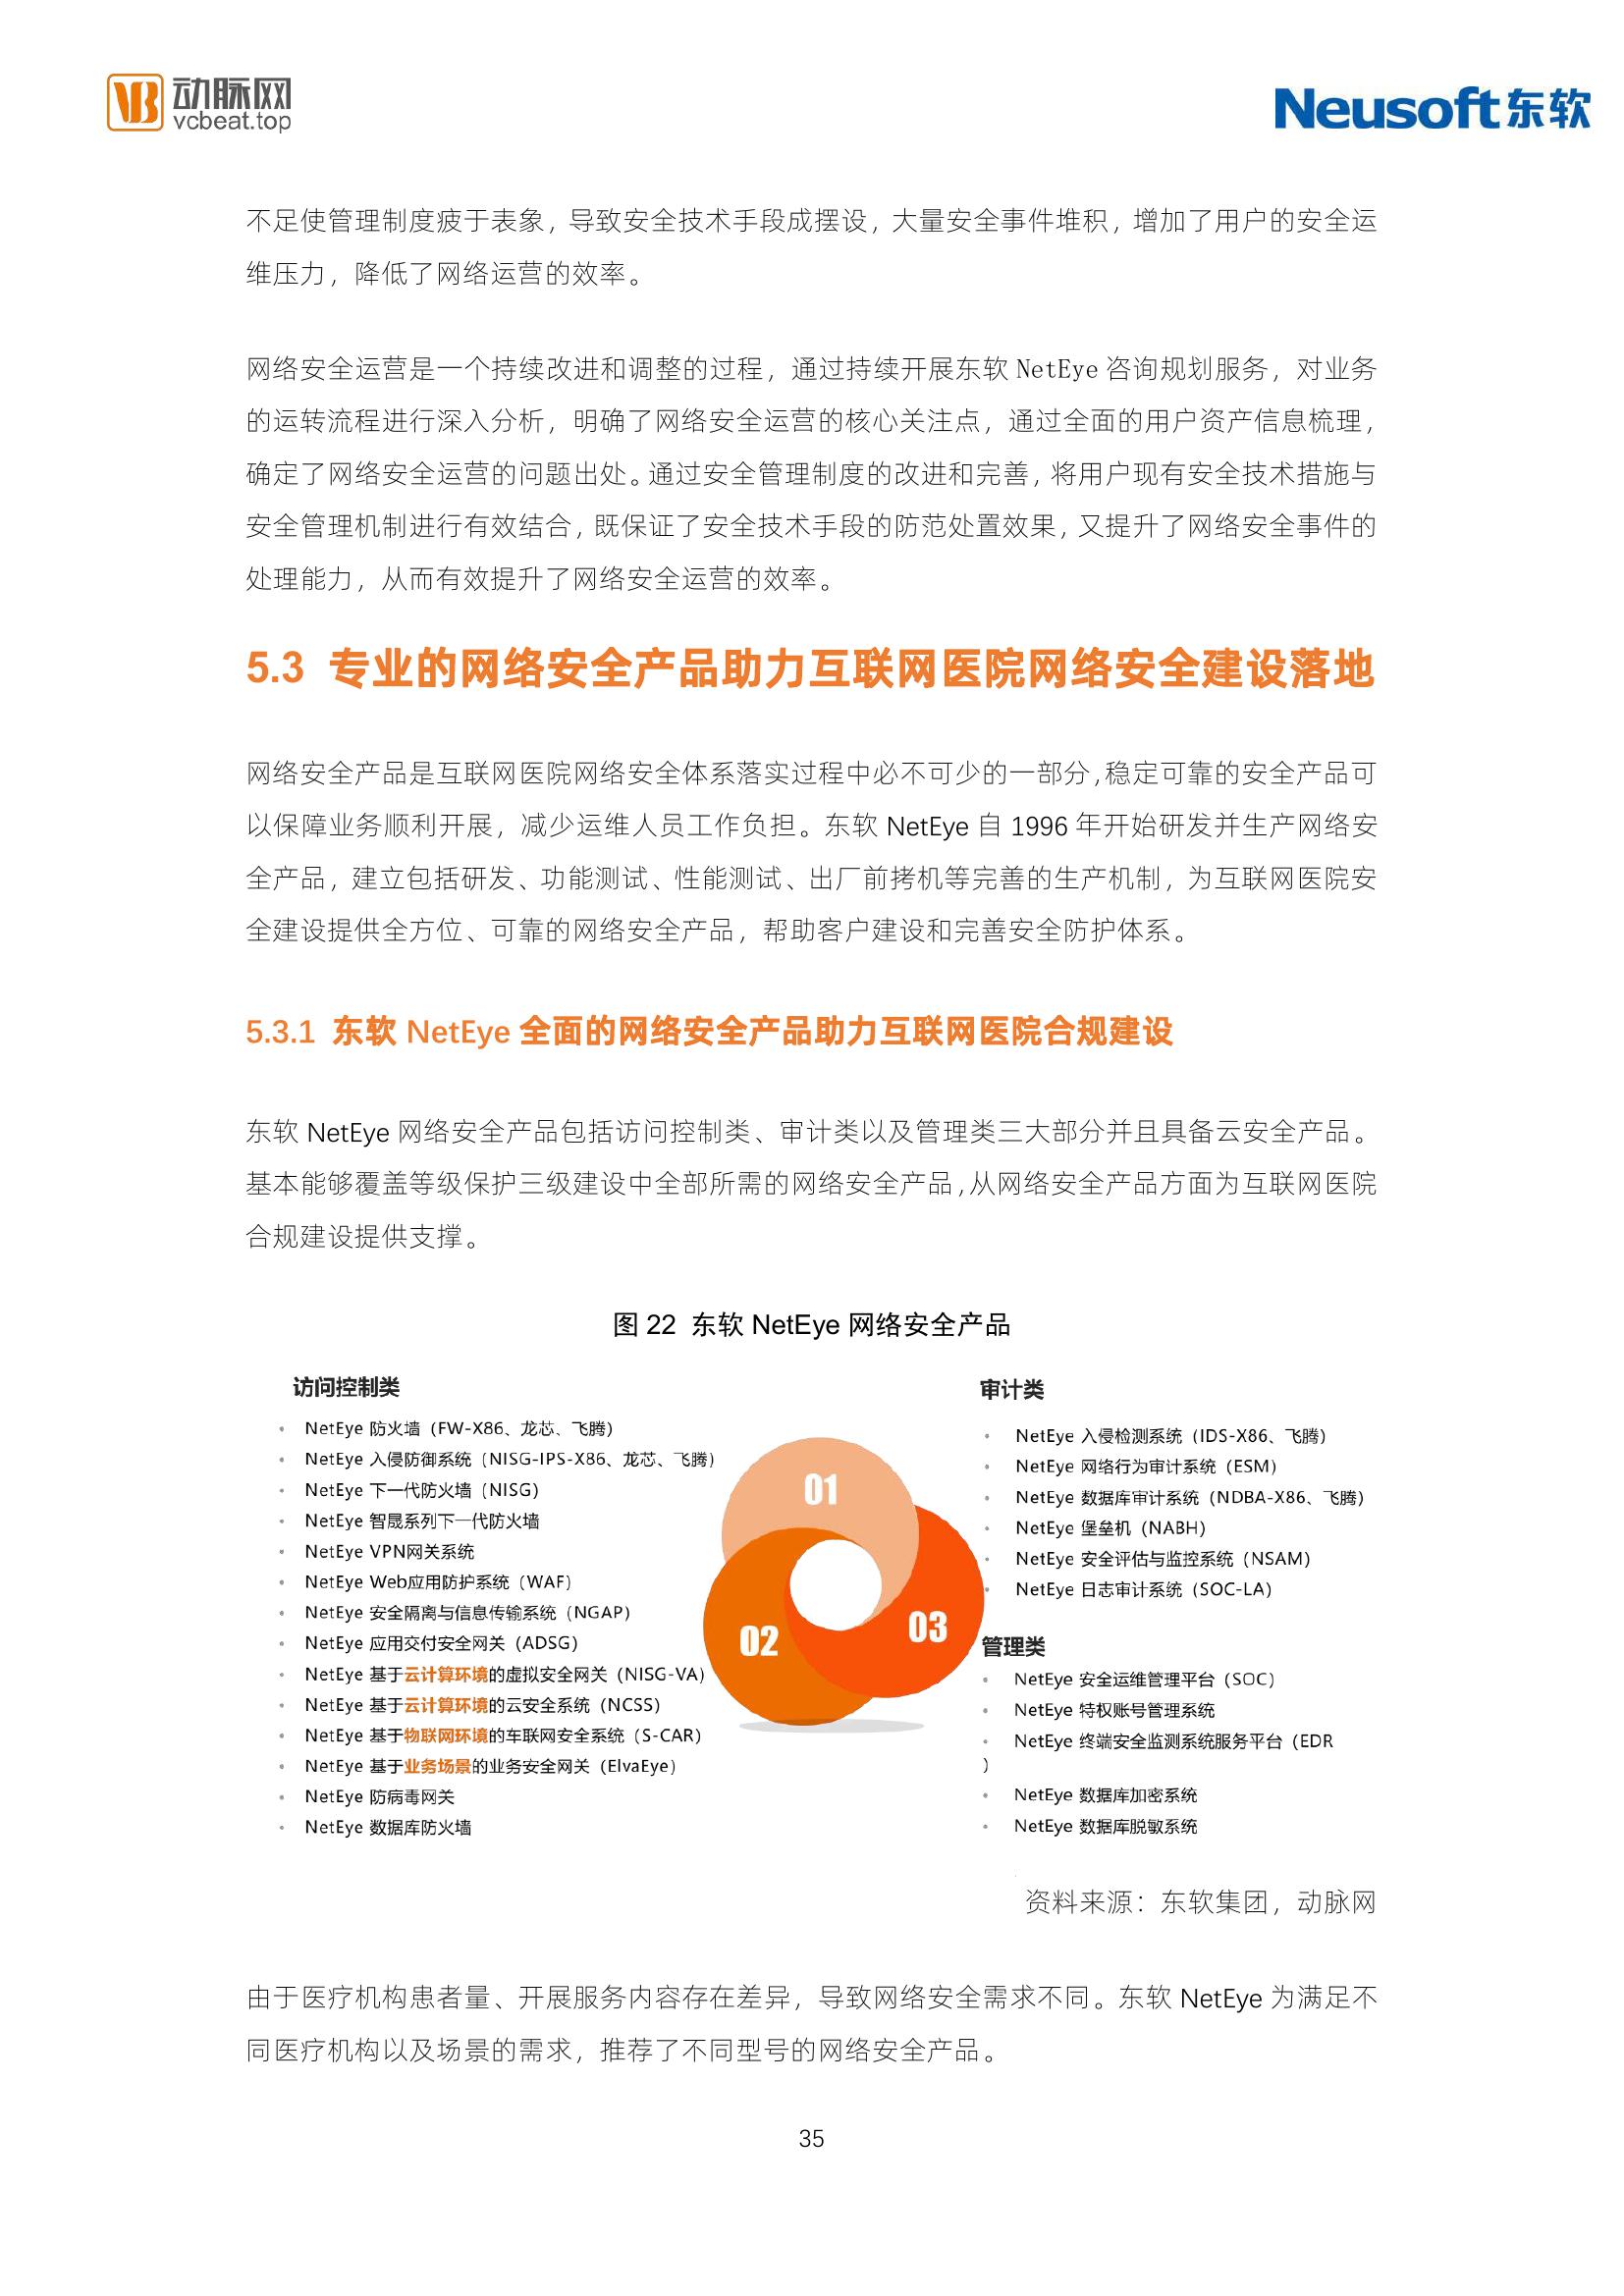 动脉网
vcbeat.top
Neusoft东软
不足使管理制度疲于表象，导致安全技术手段成摆设，大量安全事件堆积，增加了用户的安全运
维压力，降低了网络运营的效率。
网络安全运营是一个持续改进和调整的过程，通过持续开展东软 NetEye 咨询规划服务，对业务
的运转流程进行深入分析，明确了网络安全运营的核心关注点，通过全面的用户资产信息梳理，
确定了网络安全运营的问题出处。通过安全管理制度的改进和完善，将用户现有安全技术措施与
安全管理机制进行有效结合，既保证了安全技术手段的防范处置效果，又提升了网络安全事件的
处理能力，从而有效提升了网络安全运营的效率。
5.3 专业的网络安全产品助力互联网医院网络安全建设落地
网络安全产品是互联网医院网络安全体系落实过程中必不可少的一部分，稳定可靠的安全产品可
以保障业务顺利开展，减少运维人员工作负担。东软 NetEye 自 1996 年开始研发并生产网络安
全产品，建立包括研发、功能测试、性能测试、出厂前拷机等完善的生产机制，为互联网医院安
全建设提供全方位、可靠的网络安全产品，帮助客户建设和完善安全防护体系。
5.3.1 东软 NetEye 全面的网络安全产品助力互联网医院合规建设
东软 NetEye 网络安全产品包括访问控制类、审计类以及管理类三大部分并且具备云安全产品。
基本能够覆盖等级保护三级建设中全部所需的网络安全产品，从网络安全产品方面为互联网医院
合规建设提供支撑。
图 22 东软 NetEye 网络安全产品
访问控制类
• NetEye 防火墙（FW-X86、龙芯、飞腾）
• NetEye 入侵防御系统（NISG-IPS-X86、龙芯、飞腾）
• NetEye 下一代防火墙（NISG）
• NetEye 智晟系列下一代防火墙
• NetEye VPN网关系统
• NetEye Web应用防护系统（WAF）
• NetEye 安全隔离与信息传输系统（NGAP）
• NetEye 应用交付安全网关（ADSG）
• NetEye 基于云计算环境的虚拟安全网关（NISG-VA）
• NetEye 基于云计算环境的云安全系统（NCSS）
• NetEye 基于物联网环境的车联网安全系统（S-CAR）
• NetEye 基于业务场景的业务安全网关（ElvaEye）
• NetEye 防病毒网关
• NetEye 数据库防火墙
01
02
03
审计类
• NetEye 入侵检测系统（IDS-X86、飞腾）
• NetEye 网络行为审计系统（ESM）
• NetEye 数据库审计系统（NDBA-X86、飞腾）
• NetEye 堡垒机（NABH）
• NetEye 安全评估与监控系统（NSAM）
• NetEye 日志审计系统（SOC-LA）
管理类
• NetEye 安全运维管理平台（SOC）
• NetEye 特权账号管理系统
• NetEye 终端安全监测系统服务平台（EDR
）
• NetEye 数据库加密系统
• NetEye 数据库脱敏系统
资料来源：东软集团，动脉网
由于医疗机构患者量、开展服务内容存在差异，导致网络安全需求不同。东软 NetEye 为满足不
同医疗机构以及场景的需求，推荐了不同型号的网络安全产品。
35